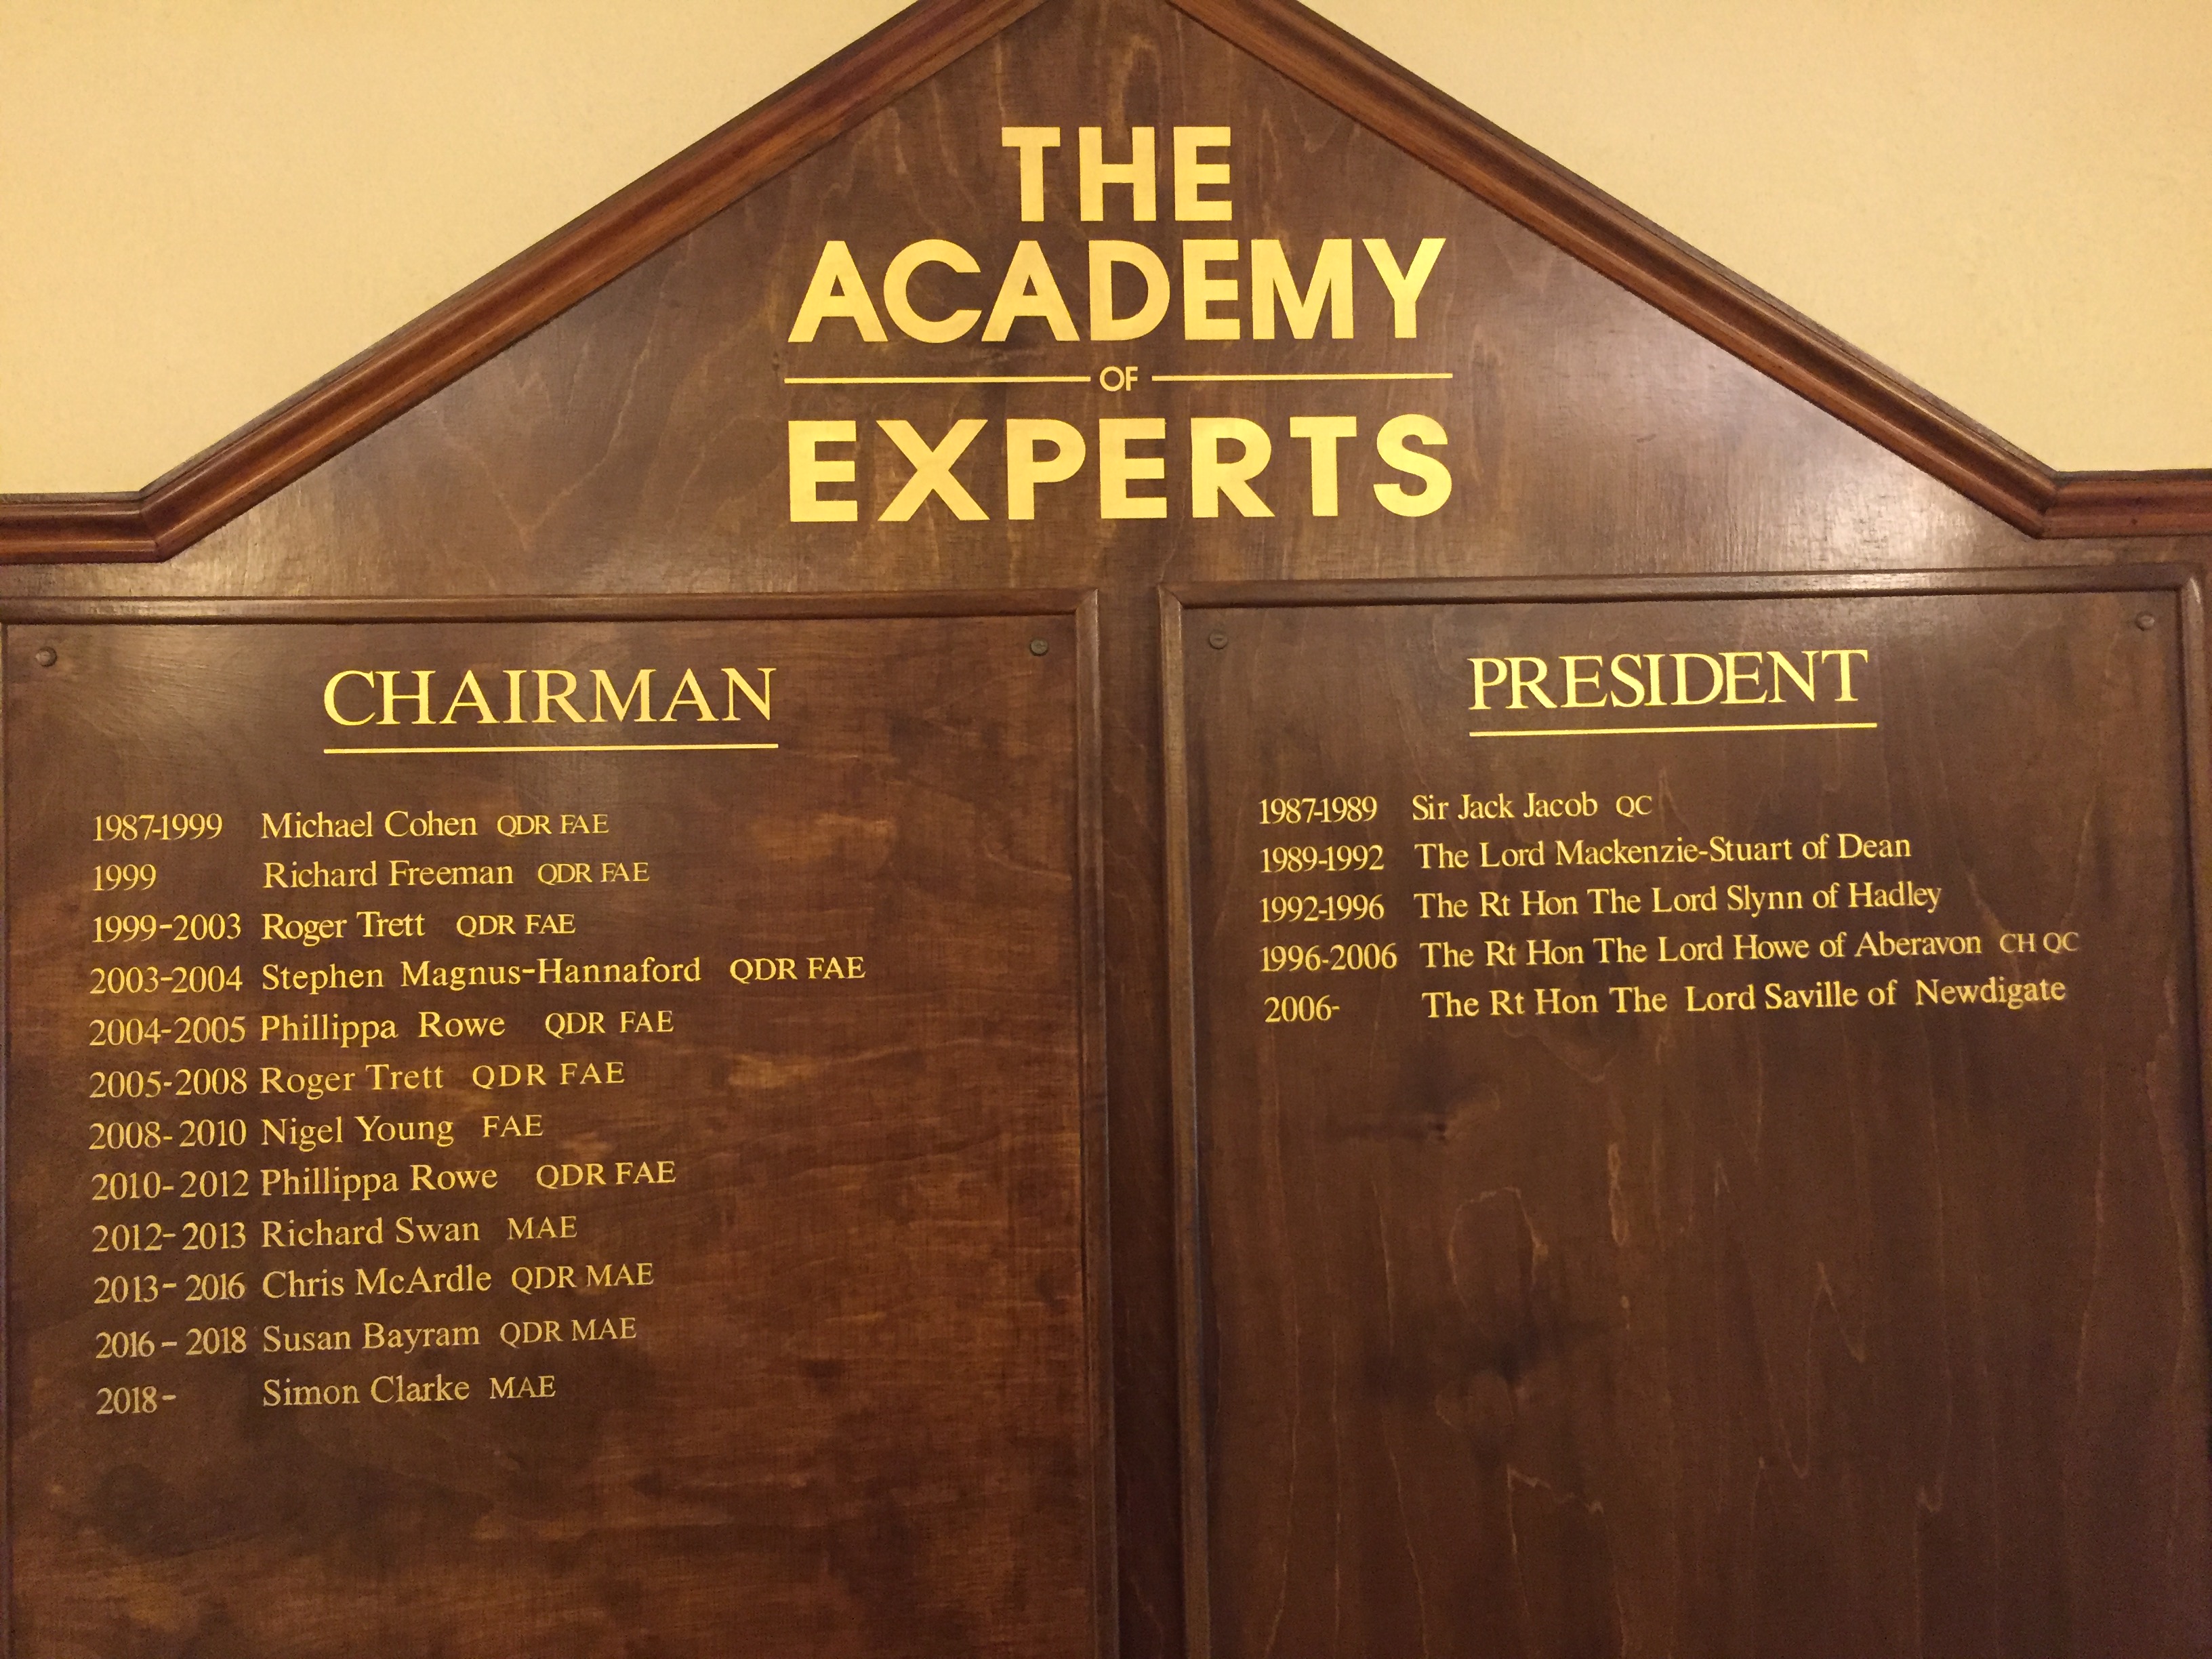 THE
ACADEMY
OF
EXPERTS
CHAIRMAN
1987-1999 Michael Cohen QDR FAE
1999 Richard Freeman QDR FAE
1999-2003 Roger Trett QDR FAE
2003-2004 Stephen Magnus-Hannaford QDR FAE
2004-2005 Phillippa Rowe QDR FAE
2005-2008 Roger Trett QDR FAE
2008-2010 Nigel Young FAE
2010-2012 Phillippa Rowe QDR FAE
2012-2013 Richard Swan MAE
2013-2016 Chris McArdle QDR MAE
2016-2018 Susan Bayram QDR MAE
2018- Simon Clarke MAE
PRESIDENT
1987-1989 Sir Jack Jacob QC
1989-1992 The Lord Mackenzie-Stuart of Dean
1992-1996 The Rt Hon The Lord Slynn of Hadley
1996-2006 The Rt Hon The Lord Howe of Aberavon CH QC
2006- The Rt Hon The Lord Saville of Newdigate